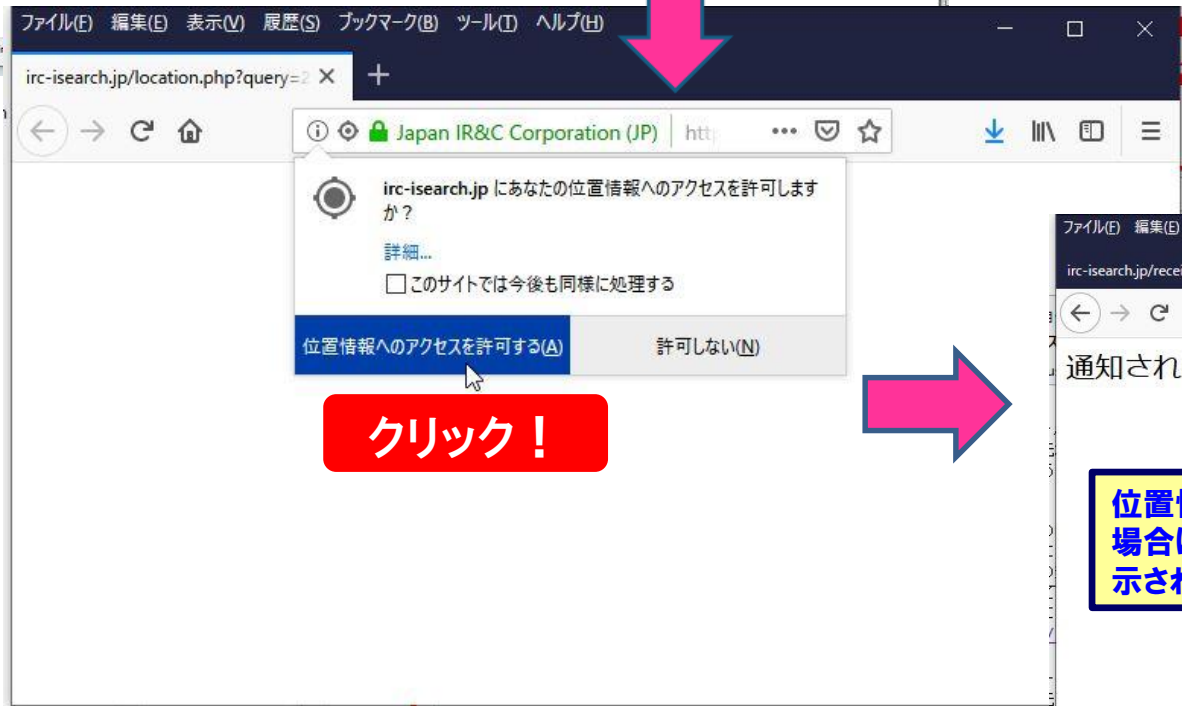 ファイル(F) 編集(E) 表示(V) 履歴(S) ブックマーク(B) ツール(T) ヘルプ(H)
irc-isearch.jp/location.php?query=2
Japan IR&C Corporation (JP) htt
irc-isearch.jp にあなたの位置情報へのアクセスを許可します
か？
詳細...
このサイトでは今後も同様に処理する
位置情報へのアクセスを許可する(A) 許可しない(N)
クリック！
ファイル(F) 編集(E)
irc-isearch.jp/recei
通知され
位置
場合
示され